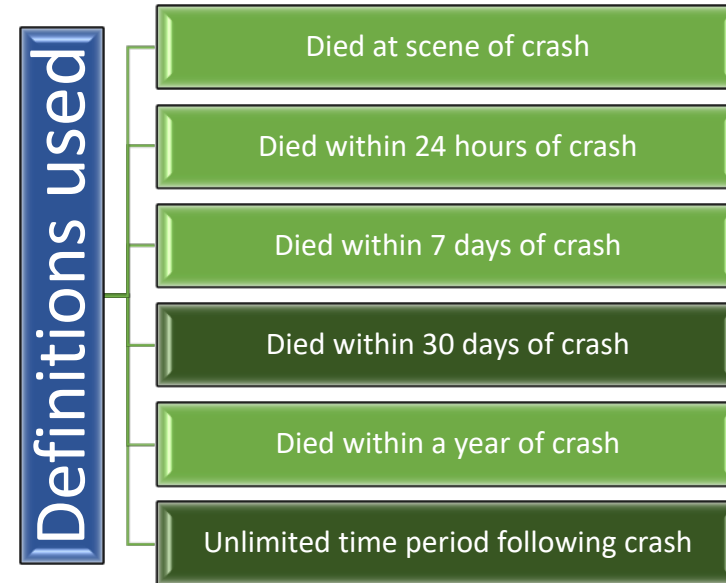 Definitions used
Died at scene of crash
Died within 24 hours of crash
Died within 7 days of crash
Died within 30 days of crash
Died within a year of crash
Unlimited time period following crash